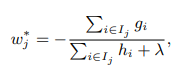 $$w_j^* = -\frac{\sum_{i \in I_j} g_i}{\sum_{i \in I_j} h_i + \lambda},$$